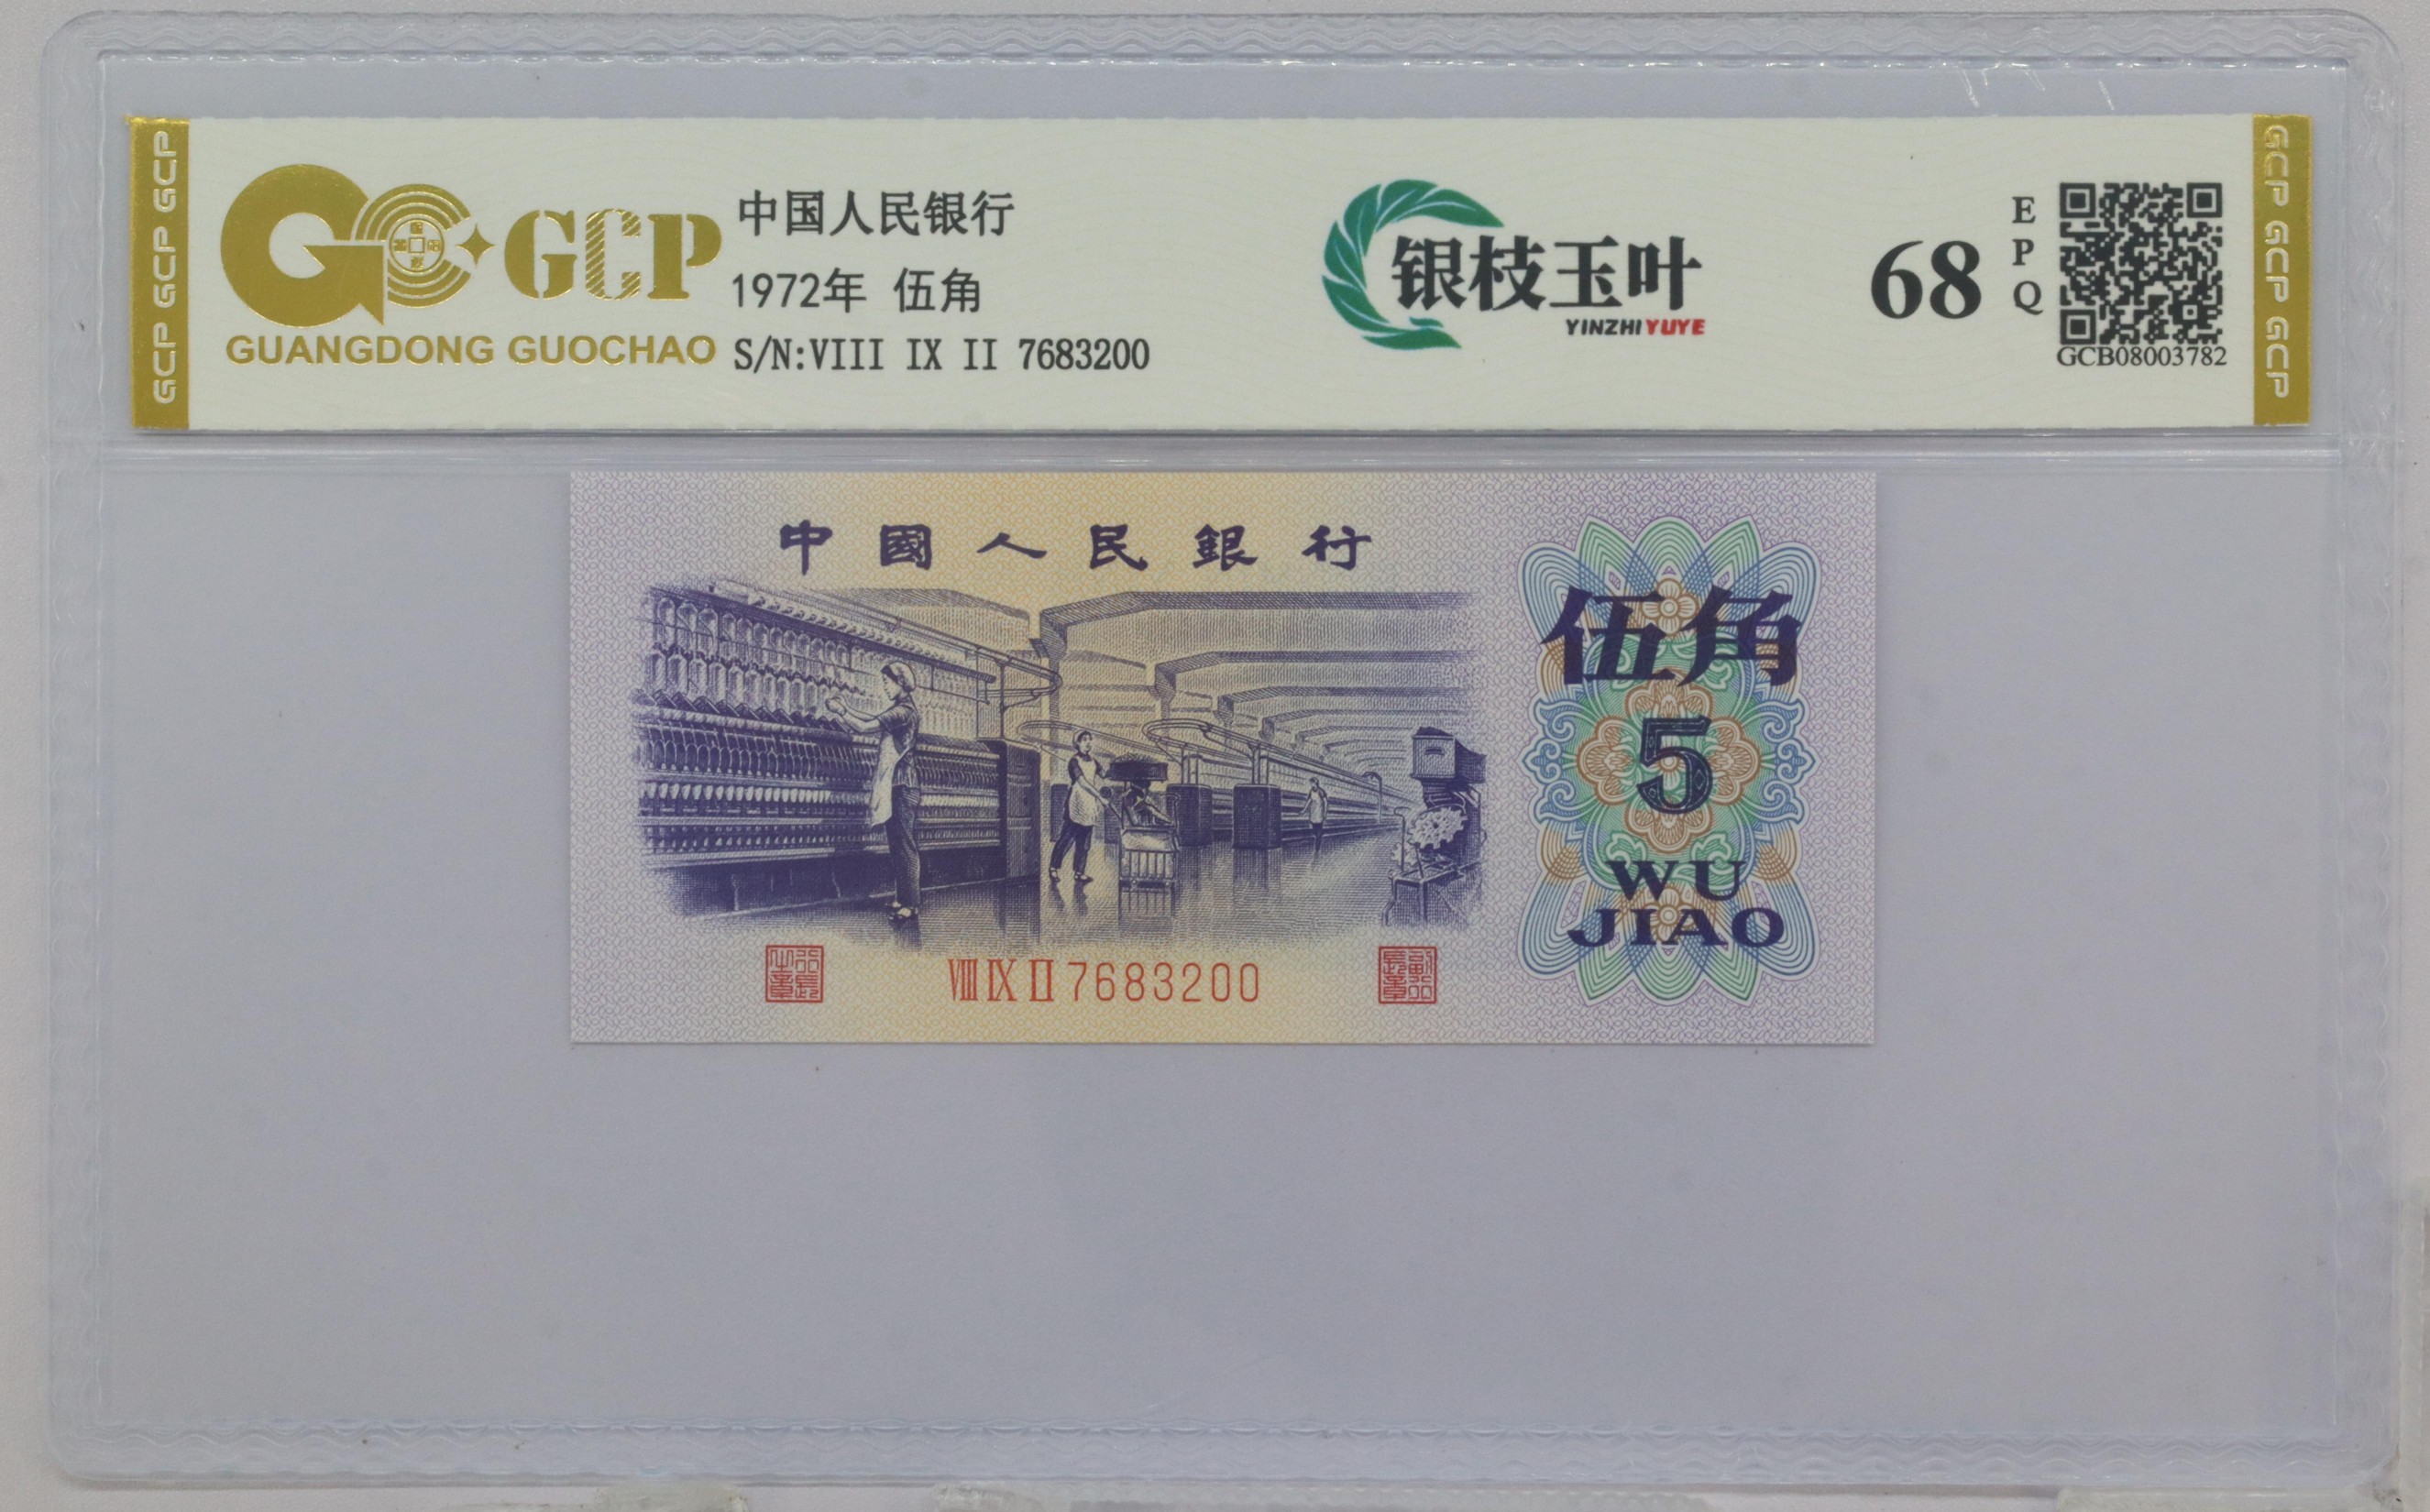 GCP GCP GCP
GCP
GUANGDONG GUOCHAO
中国人民银行
1972年 伍角
S/N:VIII IX II 7683200
银枝玉叶
YINZHIYUYE
68
EPQ
GCB08003782
GCP GCP GCP
中國人民銀行
伍角
5
WU
JIAO
VIII IX II 7683200